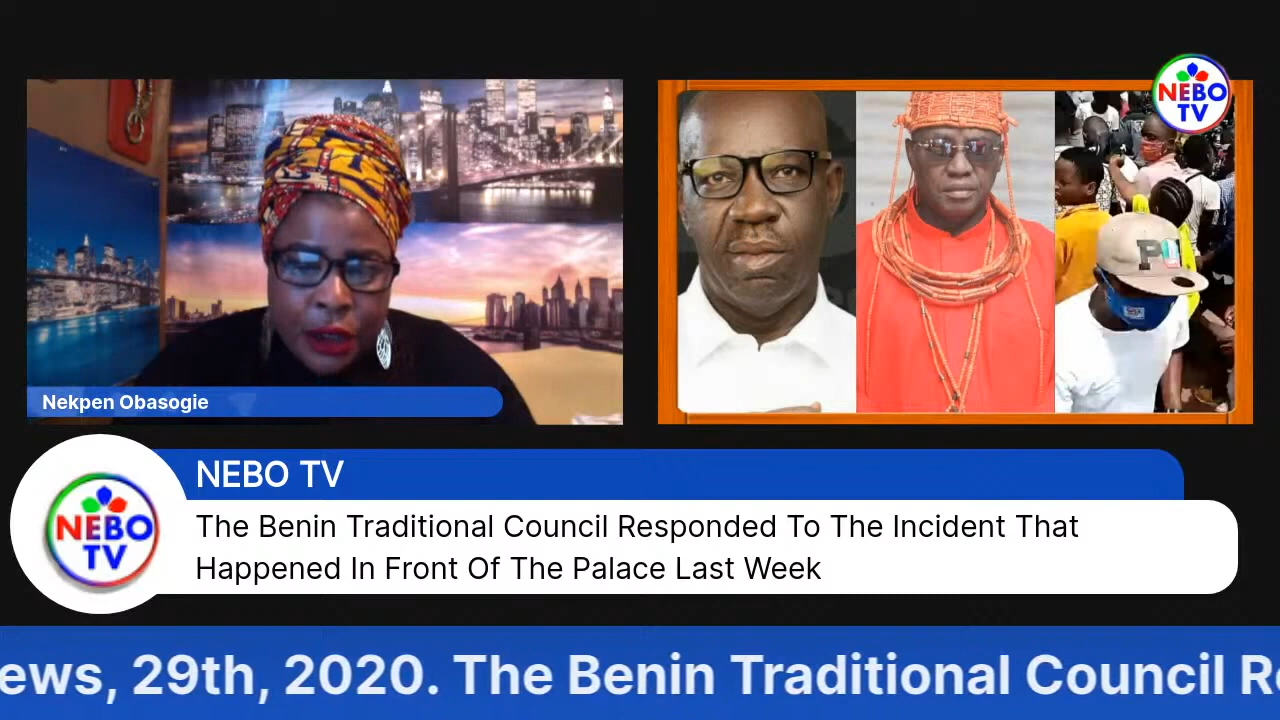 NEBO
TV
Nekpen Obasogie
NEBO
TV
NEBO TV
The Benin Traditional Council Responded To The Incident That
Happened In Front Of The Palace Last Week
ews, 29th, 2020. The Benin Traditional Council R